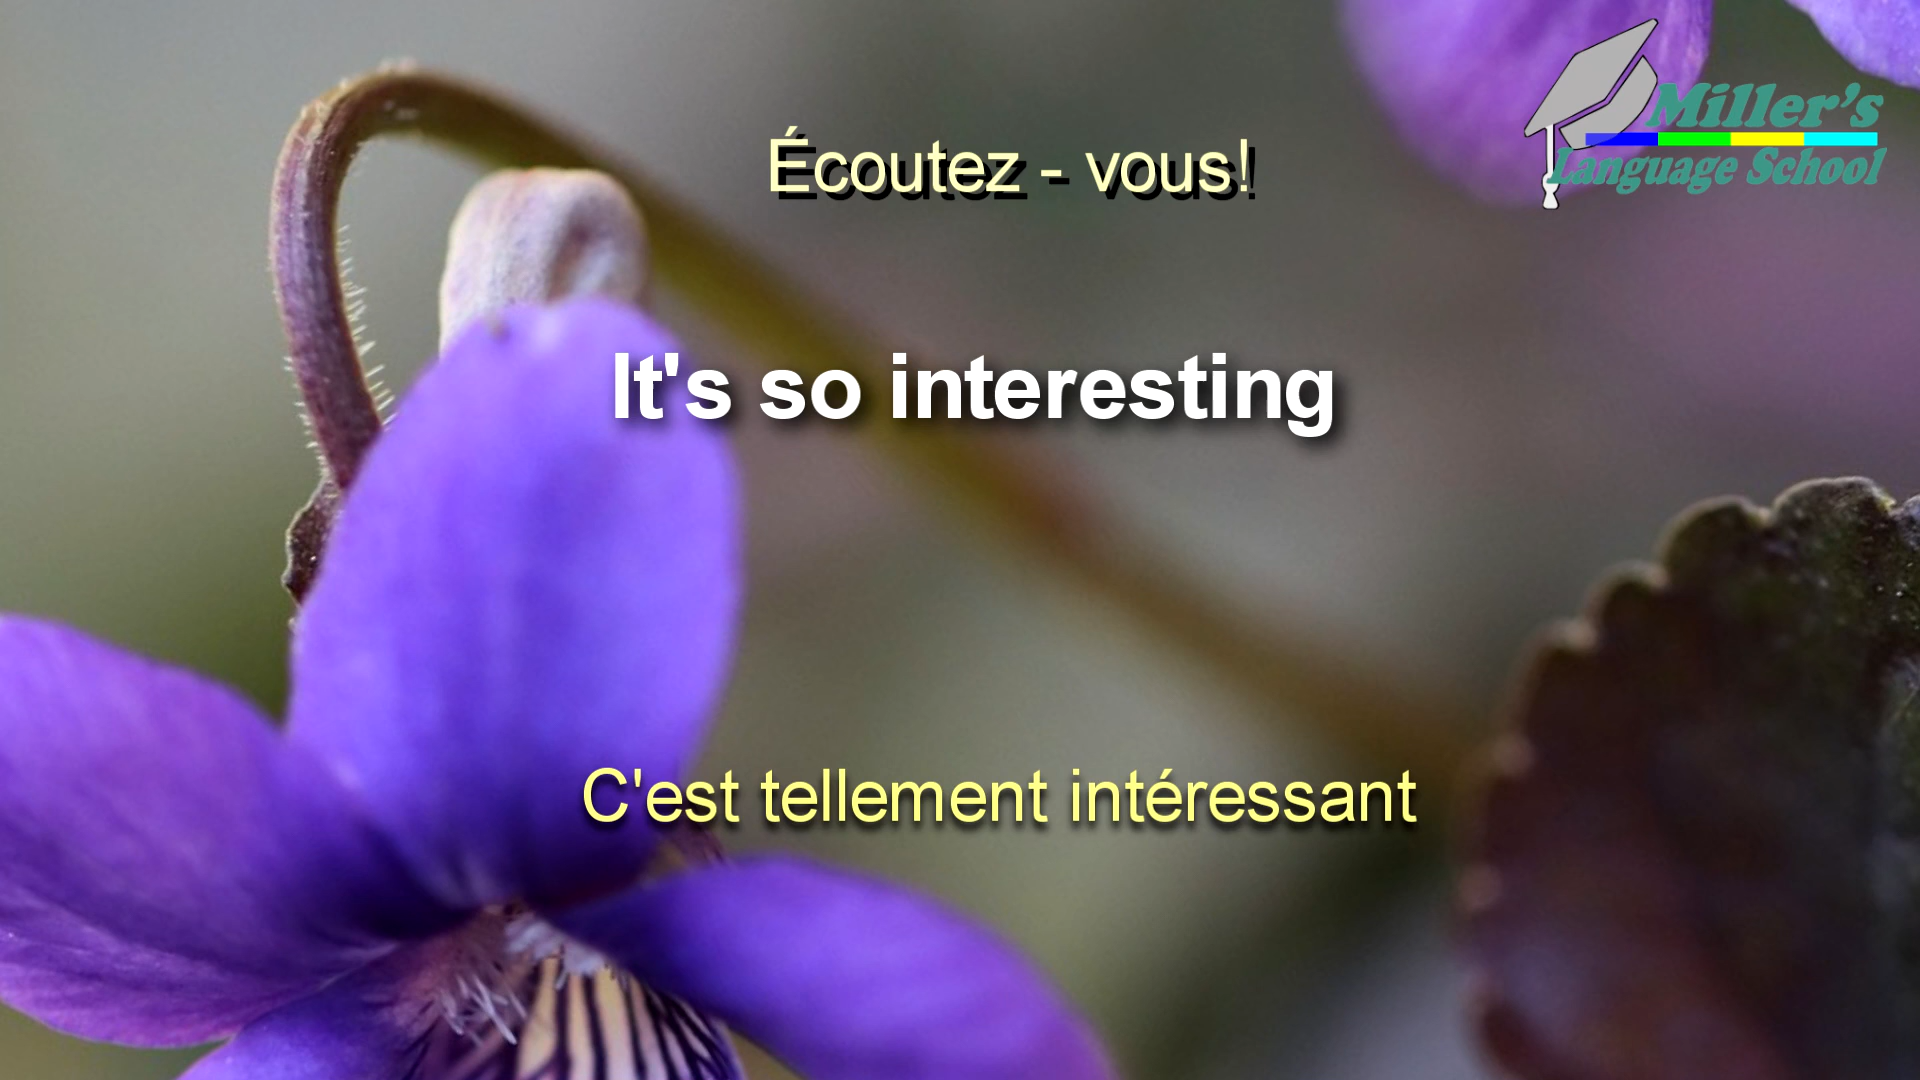 Miller's
Language School
Écoutez - vous!
It's so interesting
C'est tellement intéressant